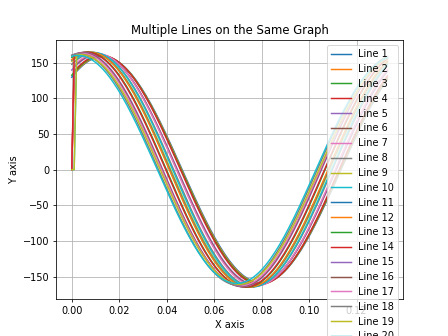 Multiple Lines on the Same Graph
Y axis
150
100
50
0
−50
−100
−150
0.00
0.02
0.04
0.06
0.08
0.10
X axis
Line 1
Line 2
Line 3
Line 4
Line 5
Line 6
Line 7
Line 8
Line 9
Line 10
Line 11
Line 12
Line 13
Line 14
Line 15
Line 16
Line 17
Line 18
Line 19
Line 20